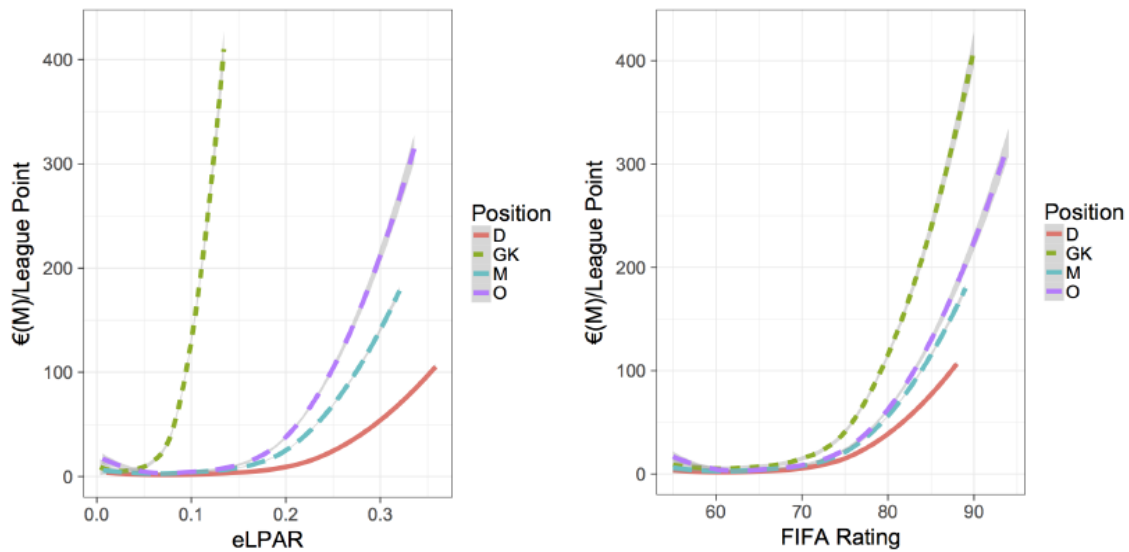 400
300
200
100
0
€(M)/League Point
0.0 0.1 0.2 0.3
eLPAR
Position
D
GK
M
O
400
300
200
100
0
€(M)/League Point
60 70 80 90
FIFA Rating
Position
D
GK
M
O